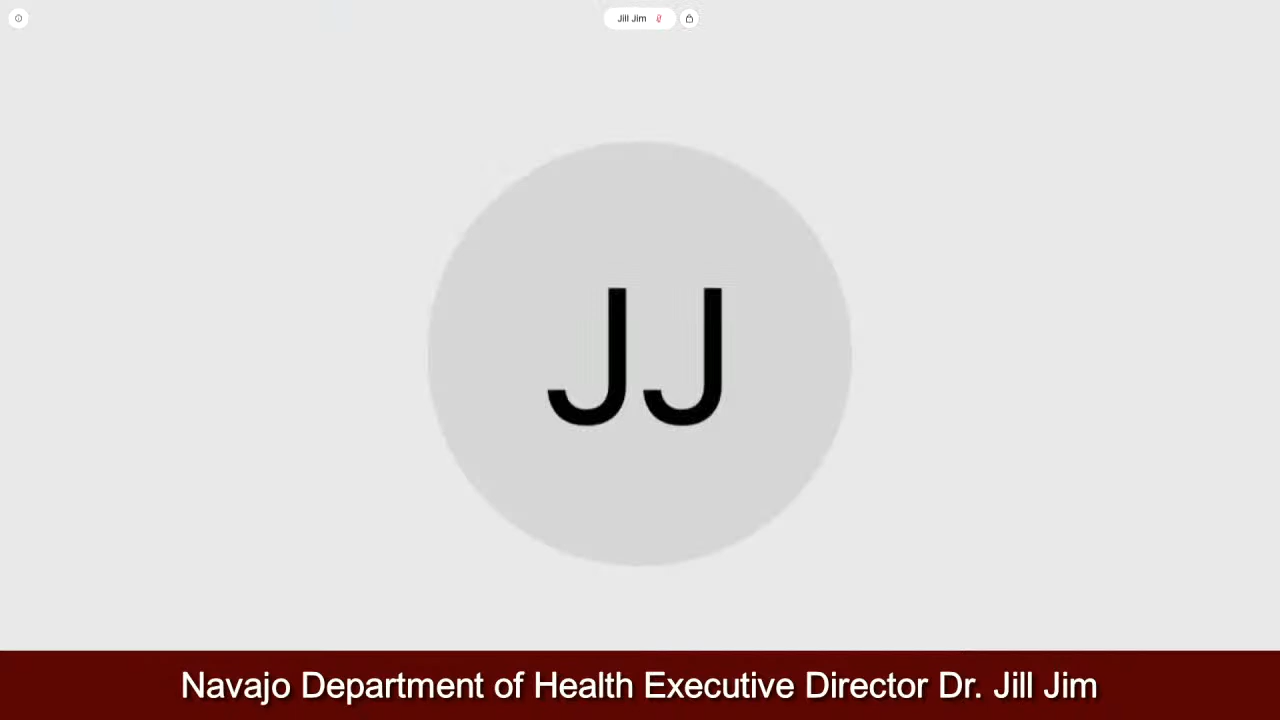 Jill Jim
JJ
Navajo Department of Health Executive Director Dr. Jill Jim